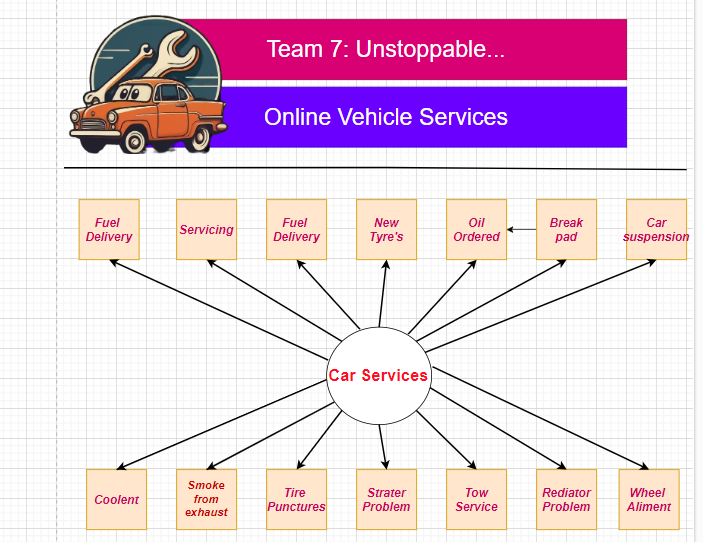 Team 7: Unstoppable...
Online Vehicle Services
Fuel
Delivery
Servicing
Fuel
Delivery
New
Tyre's
Oil
Ordered
Break
pad
Car
suspension
Car Services
Coolent
Smoke
from
exhaust
Tire
Punctures
Strater
Problem
Tow
Service
Rediator
Problem
Wheel
Aliment